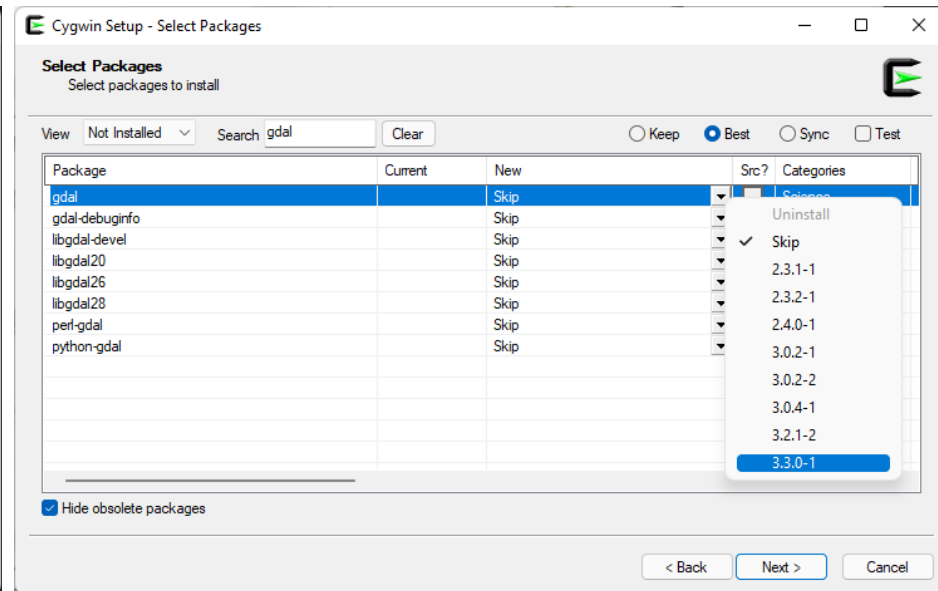 Cygwin Setup - Select Packages
Select Packages
Select packages to install
View Not Installed Search gdal Clear Keep Best Sync Test
Package Current New Src? Categories
gdal Skip Science
gdal-debuginfo Skip
libgdal-devel Skip
libgdal20 Skip
libgdal26 Skip
libgdal28 Skip
perl-gdal Skip
python-gdal Skip
Uninstall
Skip
2.3.1-1
2.3.2-1
2.4.0-1
3.0.2-1
3.0.2-2
3.0.4-1
3.2.1-2
3.3.0-1
Hide obsolete packages
< Back Next > Cancel